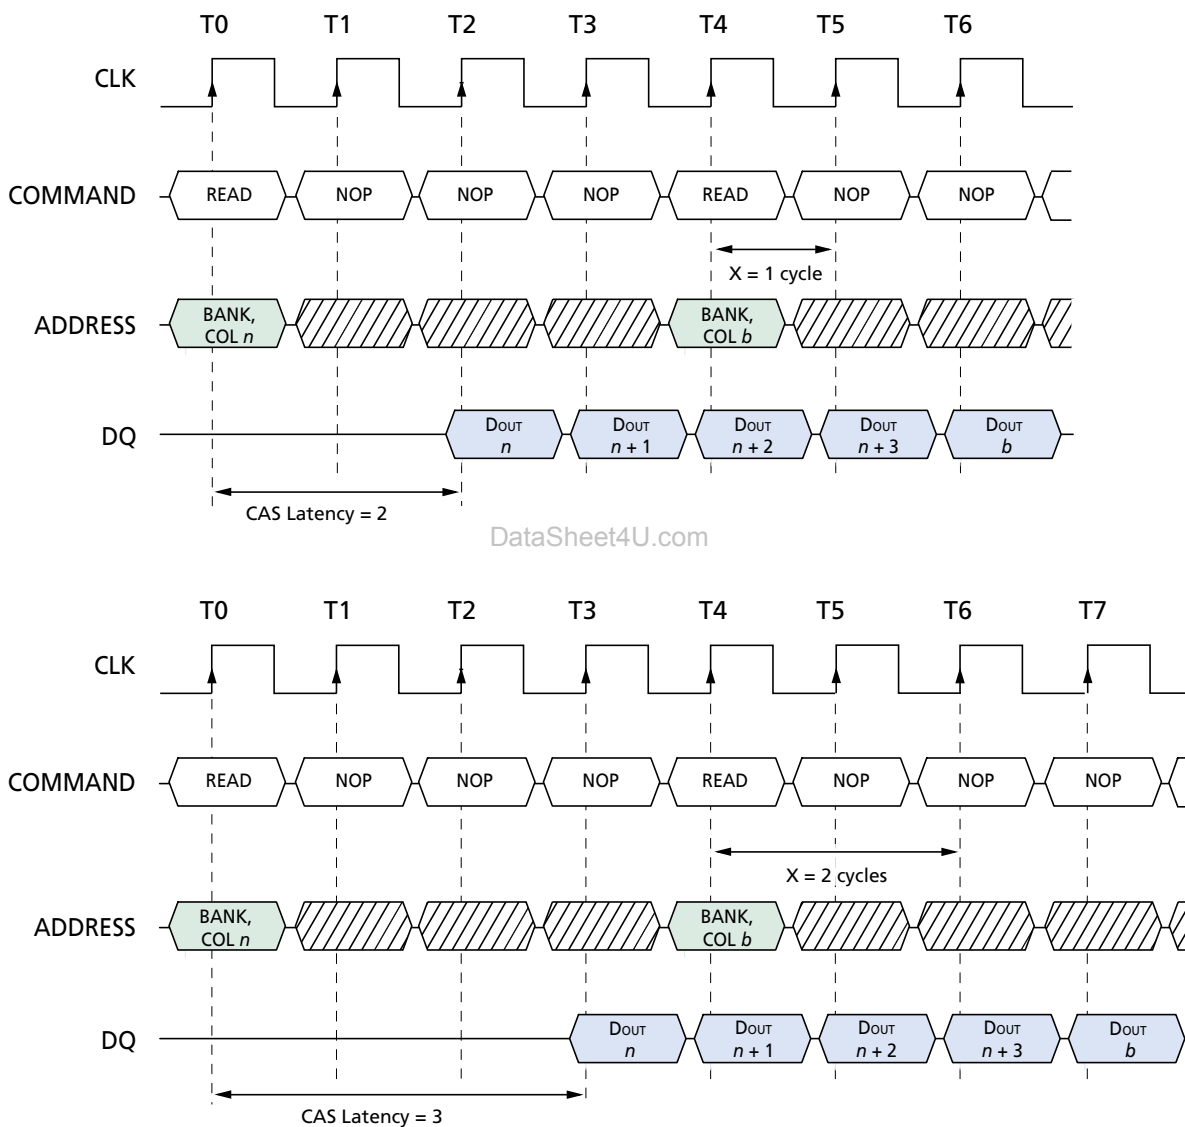 T0 T1 T2 T3 T4 T5 T6
CLK
COMMAND READ NOP NOP NOP READ NOP NOP
X = 1 cycle
ADDRESS BANK, COL n BANK, COL b
DQ DOUT n DOUT n + 1 DOUT n + 2 DOUT n + 3 DOUT b
CAS Latency = 2
DataSheet4U.com
T0 T1 T2 T3 T4 T5 T6 T7
CLK
COMMAND READ NOP NOP NOP READ NOP NOP NOP
X = 2 cycles
ADDRESS BANK, COL n BANK, COL b
DQ DOUT n DOUT n + 1 DOUT n + 2 DOUT n + 3 DOUT b
CAS Latency = 3